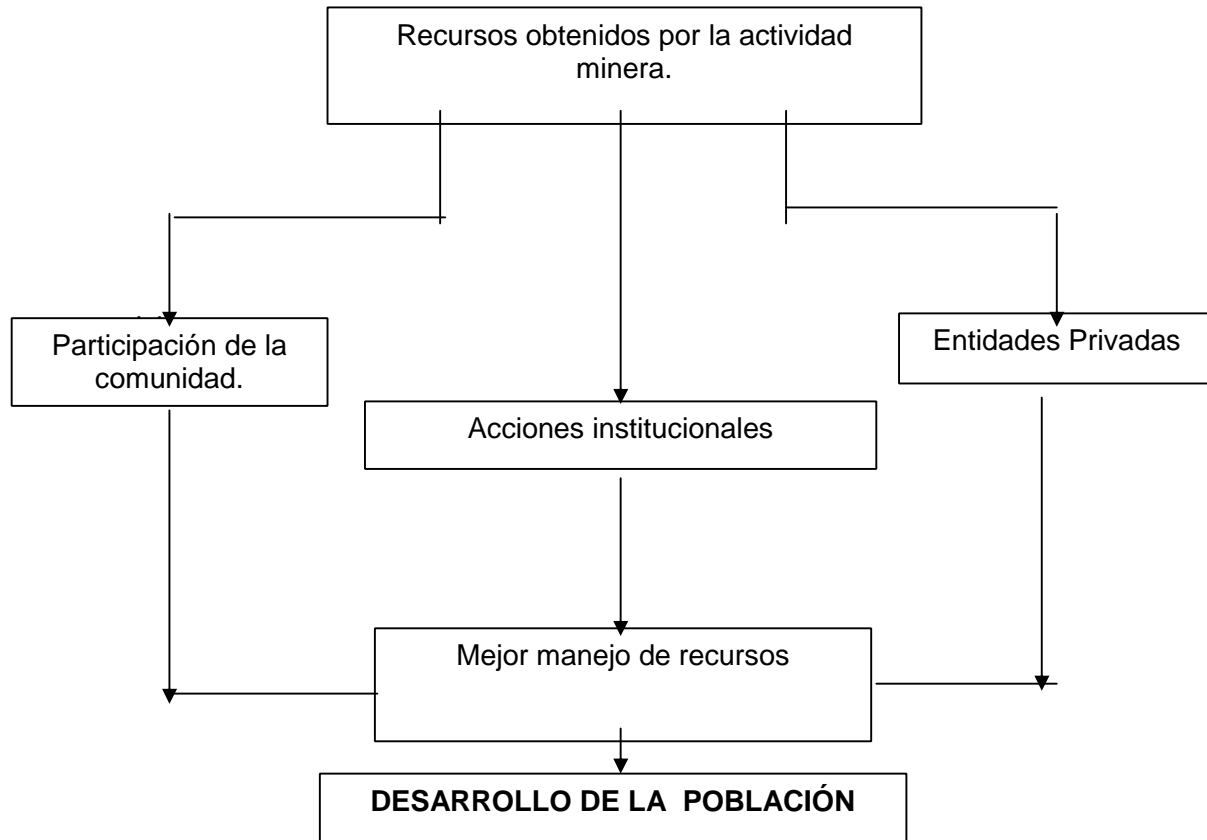 Recursos obtenidos por la actividad
minera.
Participación de la
comunidad.
Entidades Privadas
Acciones institucionales
Mejor manejo de recursos
DESARROLLO DE LA  POBLACIÓN